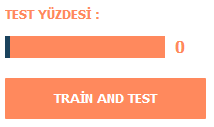 TEST YÜZDESİ :
0
TRAİN AND TEST